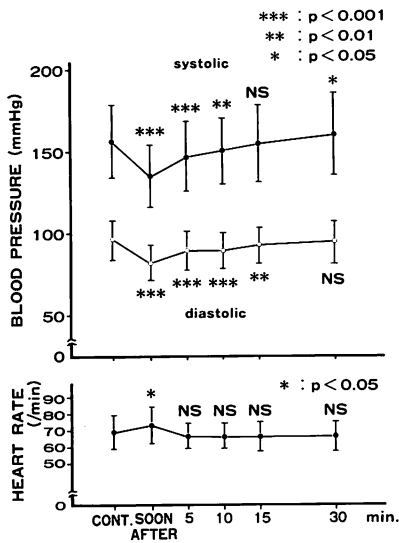 *** : p<0.001
** : p<0.01
* : p<0.05
systolic
200
150
100
50
0
BLOOD PRESSURE (mmHg)
*** *** ** NS *
*** *** *** ** NS
diastolic
* : p<0.05
HEART RATE
(/min)
90
80
70
60
50
0
* NS NS NS NS
CONT. SOON AFTER 5 10 15 30 min.